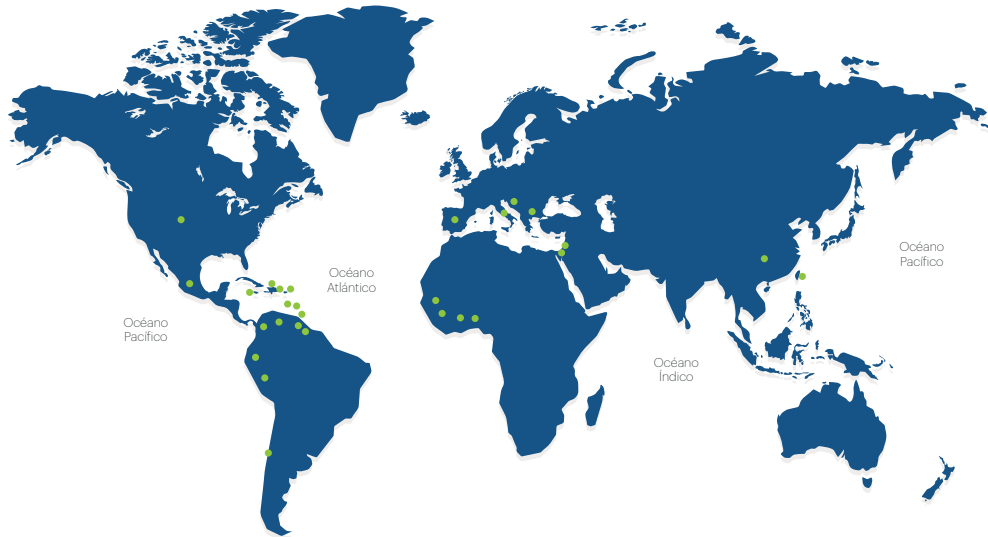 Océano
Atlántico
Océano
Pacífico
Océano
Pacífico
Océano
Índico